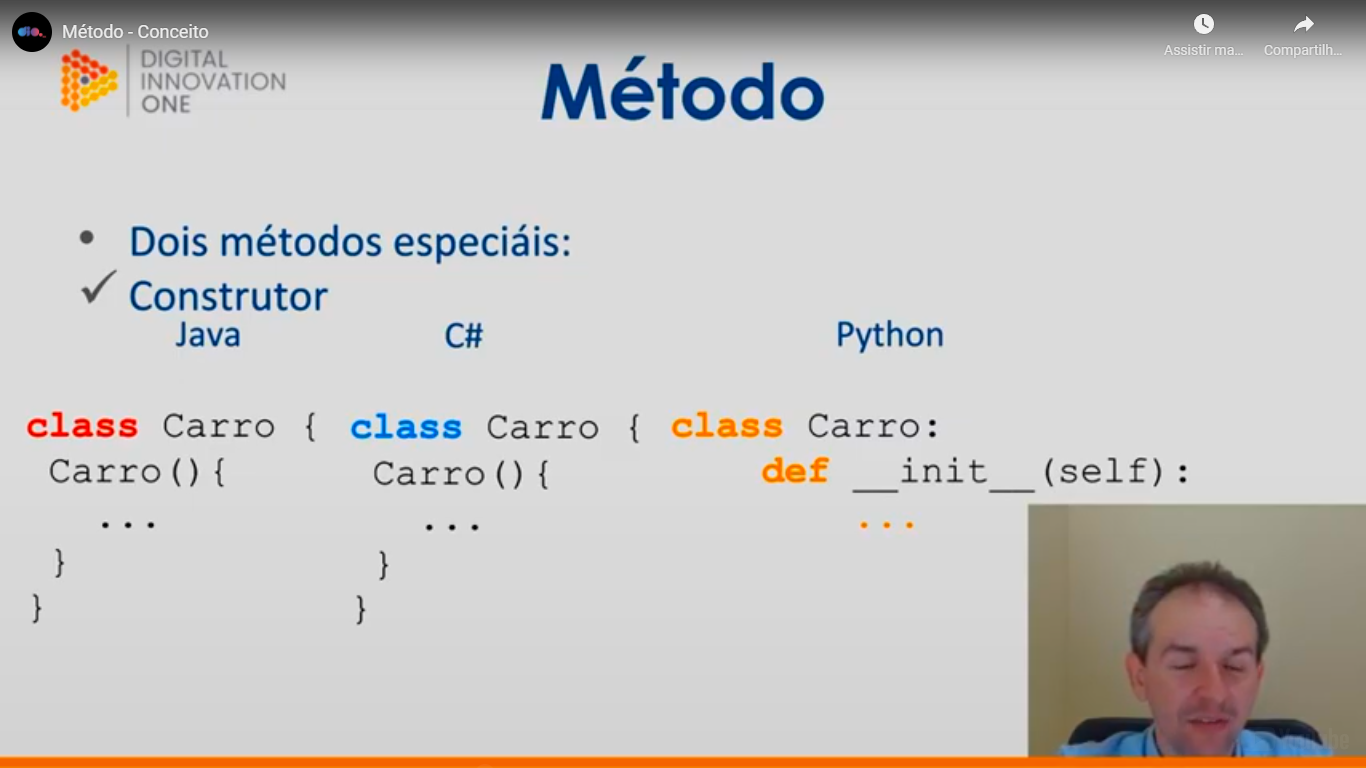 Método - Conceito
Assistir ma...
Compartilh...
DIGITAL
INNOVATION
ONE
Método
• Dois métodos especiáis:
✓ Construtor
Java C# Python
class Carro { class Carro { class Carro:
Carro(){ Carro(){ def __init__(self):
... ... ...
} }
} }